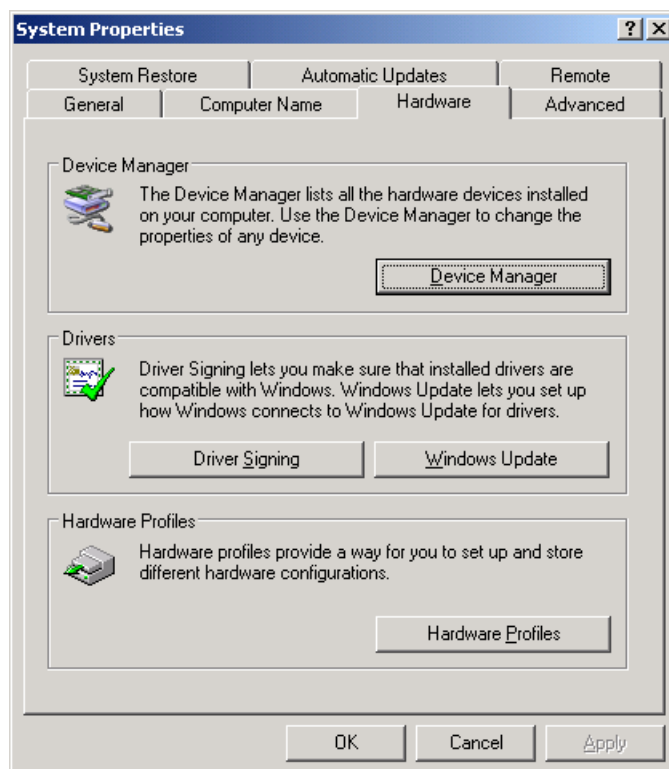 System Properties
System Restore
Automatic Updates
Remote
General
Computer Name
Hardware
Advanced
Device Manager
The Device Manager lists all the hardware devices installed
on your computer. Use the Device Manager to change the
properties of any device.
Device Manager
Drivers
Driver Signing lets you make sure that installed drivers are
compatible with Windows. Windows Update lets you set up
how Windows connects to Windows Update for drivers.
Driver Signing
Windows Update
Hardware Profiles
Hardware profiles provide a way for you to set up and store
different hardware configurations.
Hardware Profiles
OK
Cancel
Apply